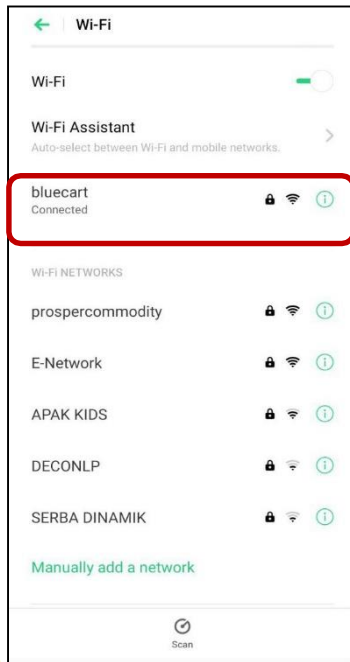 Wi-Fi
Wi-Fi
Wi-Fi Assistant
Auto-select between Wi-Fi and mobile networks.
bluecart
Connected
Wi-Fi NETWORKS
prospercommodity
E-Network
APAK KIDS
DECONLP
SERBA DINAMIK
Manually add a network
Scan